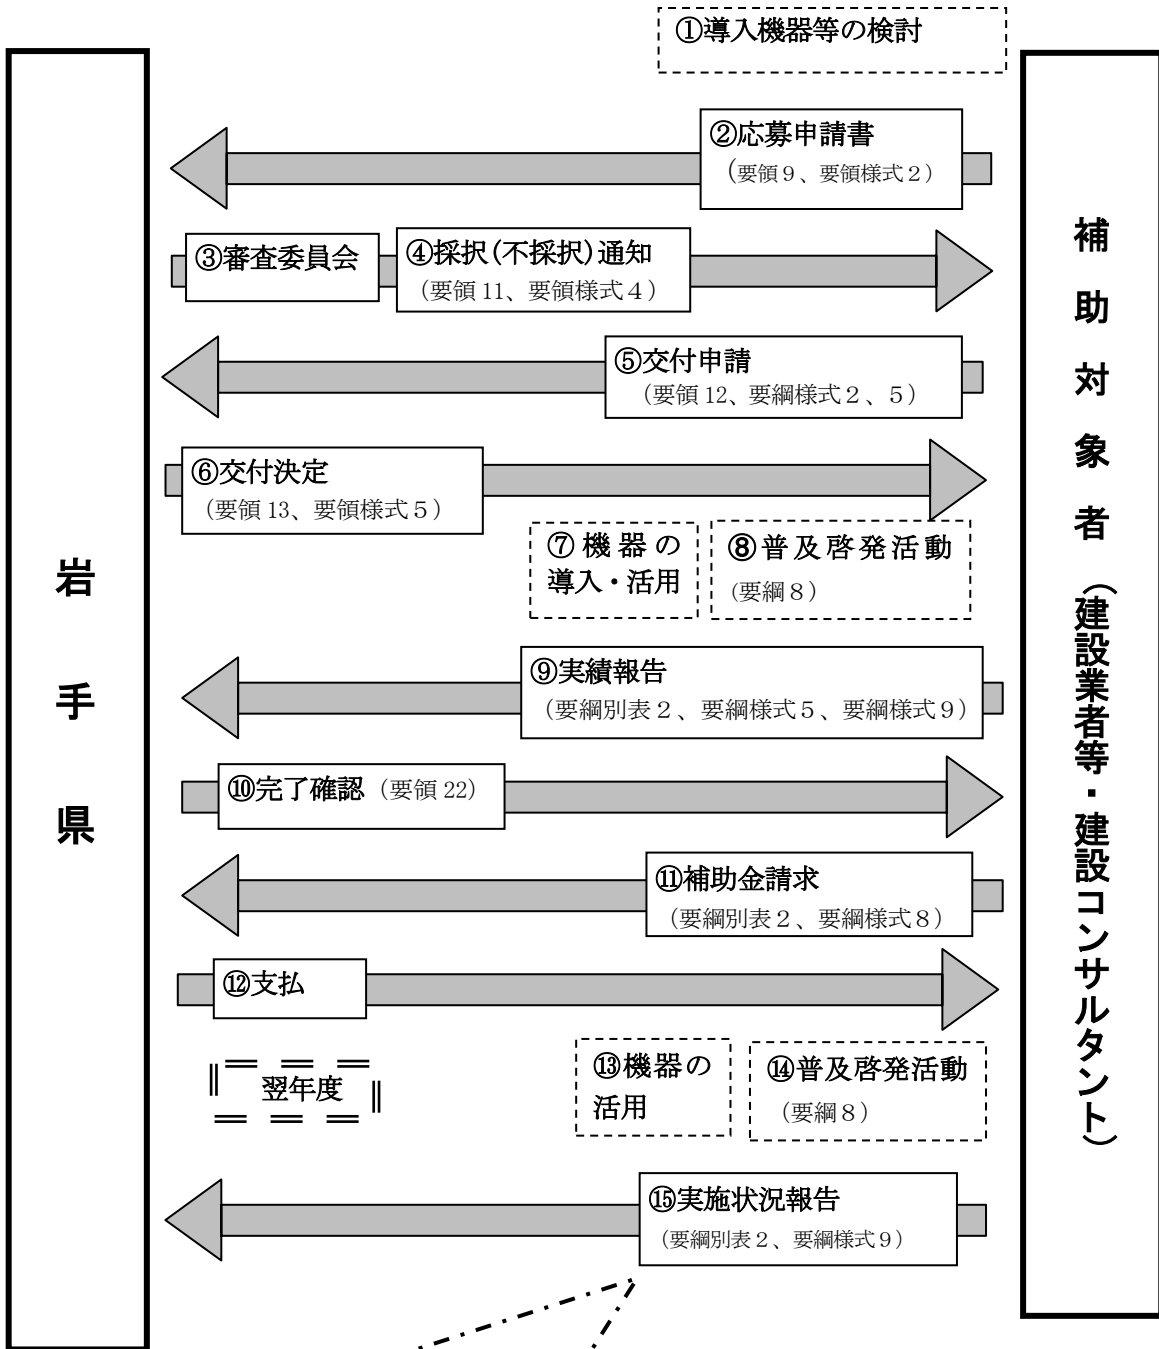 ①導入機器等の検討
②応募申請書
（要領９、要領様式２）
③審査委員会
④採択(不採択)通知
（要領 11、要領様式４）
⑤交付申請
（要領 12、要綱様式２、５）
⑥交付決定
（要領 13、要領様式５）
⑦機器の
導入・活用
⑧普及啓発活動
（要綱８）
⑨実績報告
（要綱別表２、要綱様式５、要綱様式９）
⑩完了確認（要領 22）
⑪補助金請求
（要綱別表２、要綱様式８）
⑫支払
翌年度
⑬機器の
活用
⑭普及啓発活動
（要綱８）
⑮実施状況報告
（要綱別表２、要綱様式９）
岩手県
補助対象者（建設業者等・建設コンサルタント）